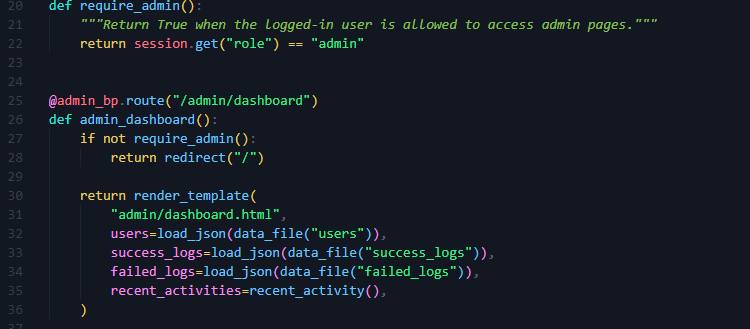 20 def require_admin():
21     """Return True when the logged-in user is allowed to access admin pages."""
22     return session.get("role") == "admin"
23
24
25 @admin_bp.route("/admin/dashboard")
26 def admin_dashboard():
27     if not require_admin():
28         return redirect("/")
29
30     return render_template(
31         "admin/dashboard.html",
32         users=load_json(data_file("users")),
33         success_logs=load_json(data_file("success_logs")),
34         failed_logs=load_json(data_file("failed_logs")),
35         recent_activities=recent_activity(),
36     )
37